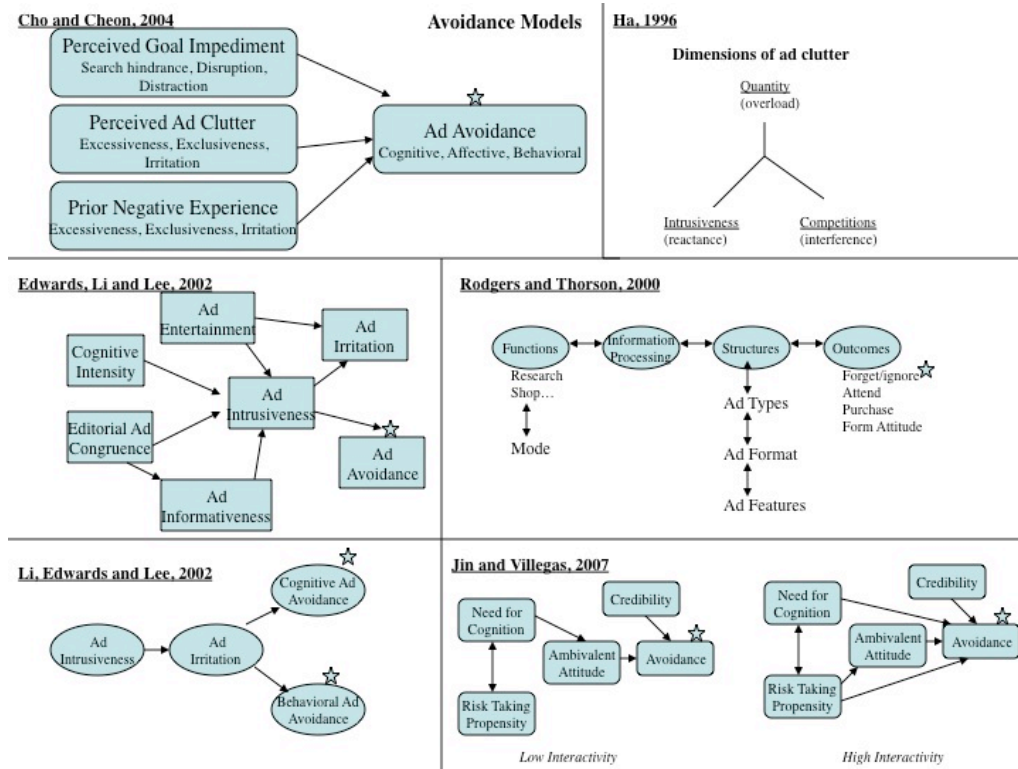 Cho and Cheon, 2004
Avoidance Models
Perceived Goal Impediment
Search hindrance, Disruption,
Distraction
Perceived Ad Clutter
Excessiveness, Exclusiveness,
Irritation
Prior Negative Experience
Excessiveness, Exclusiveness, Irritation
Ad Avoidance
Cognitive, Affective, Behavioral
Ha, 1996
Dimensions of ad clutter
Quantity
(overload)
Intrusiveness
(reactance)
Competitions
(interference)
Edwards, Li and Lee, 2002
Ad
Entertainment
Ad
Irritation
Cognitive
Intensity
Ad
Intrusiveness
Editorial Ad
Congruence
Ad
Avoidance
Ad
Informativeness
Rodgers and Thorson, 2000
Functions
Information
Processing
Structures
Outcomes
Research
Shop…
Mode
Ad Types
Ad Format
Ad Features
Forget/ignore
Attend
Purchase
Form Attitude
Li, Edwards and Lee, 2002
Ad
Intrusiveness
Ad
Irritation
Cognitive Ad
Avoidance
Behavioral Ad
Avoidance
Jin and Villegas, 2007
Need for
Cognition
Credibility
Ambivalent
Attitude
Avoidance
Risk Taking
Propensity
Low Interactivity
Need for
Cognition
Credibility
Ambivalent
Attitude
Avoidance
Risk Taking
Propensity
High Interactivity